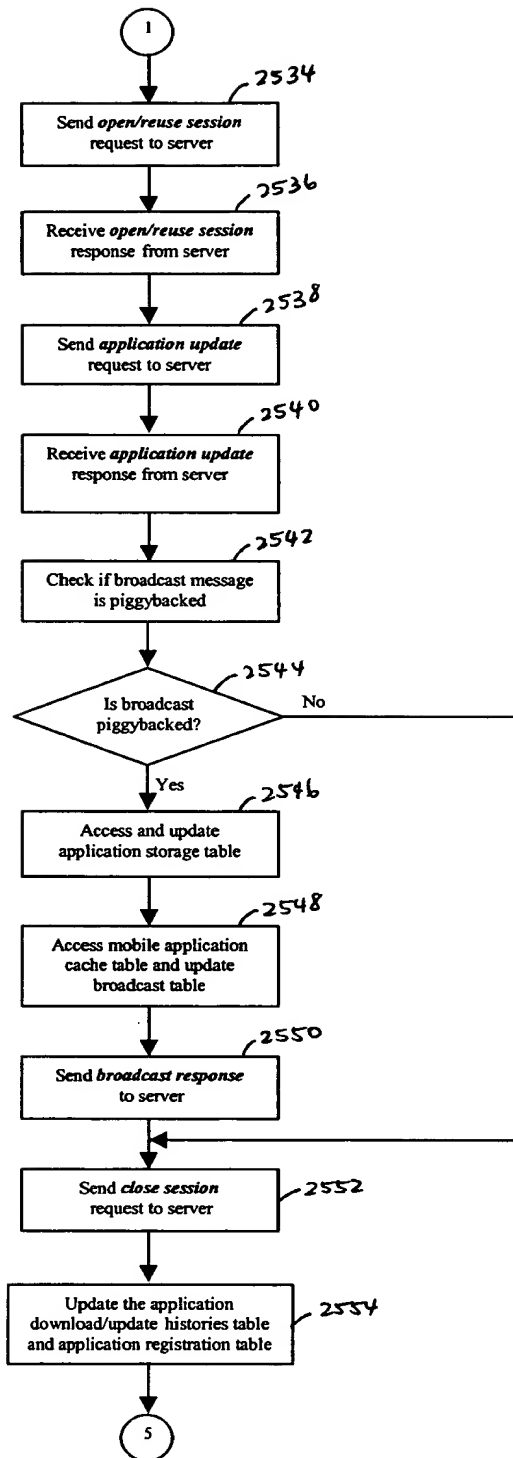 1
2534
Send open/reuse session
request to server
2536
Receive open/reuse session
response from server
2538
Send application update
request to server
2540
Receive application update
response from server
2542
Check if broadcast message
is piggybacked
2544
Is broadcast
piggybacked?
No
Yes
2546
Access and update
application storage table
2548
Access mobile application
cache table and update
broadcast table
2550
Send broadcast response
to server
Send close session
request to server
2552
Update the application
download/update histories table
and application registration table
2554
5